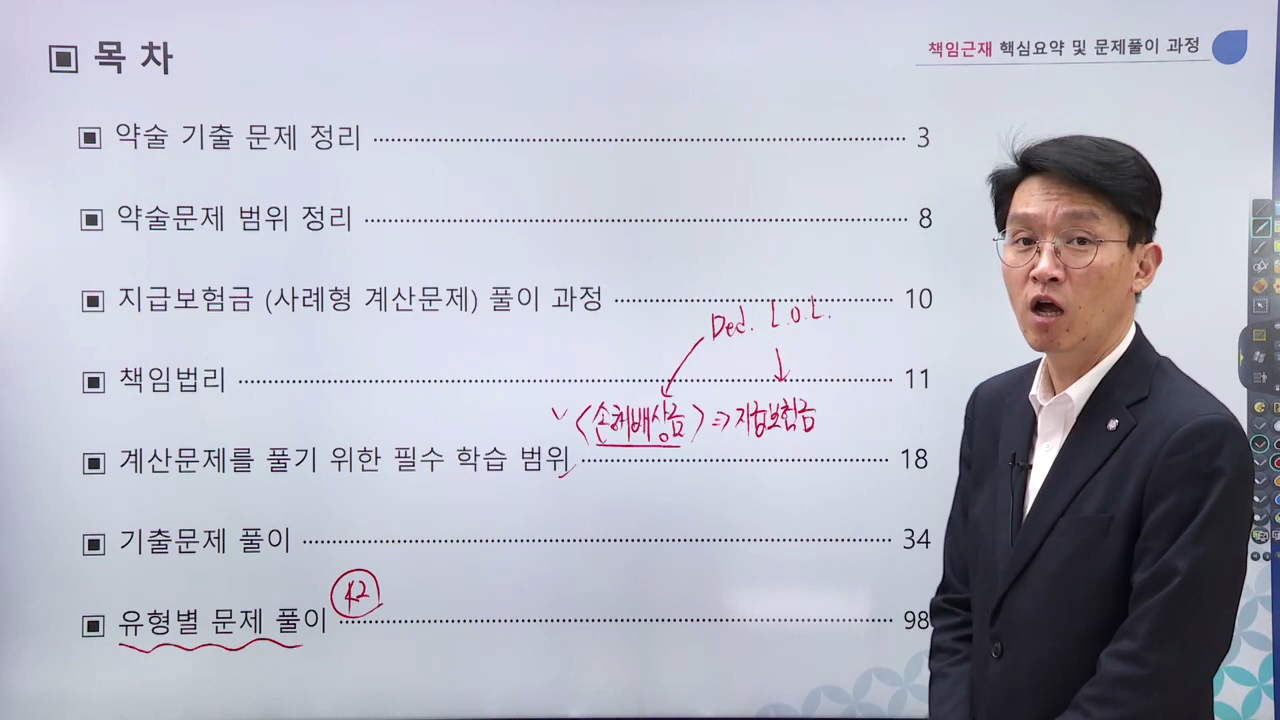 ▣ 목 차
책임근재 핵심요약 및 문제풀이 과정
▣ 약술 기출 문제 정리 3
▣ 약술문제 범위 정리 8
▣ 지급보험금 (사례형 계산문제) 풀이 과정 10
Ded. L.O.L.
▣ 책임법리 11
〈손해배상금〉 ⇒ 지급보험금
▣ 계산문제를 풀기 위한 필수 학습 범위 18
▣ 기출문제 풀이 34
42
▣ 유형별 문제 풀이 98